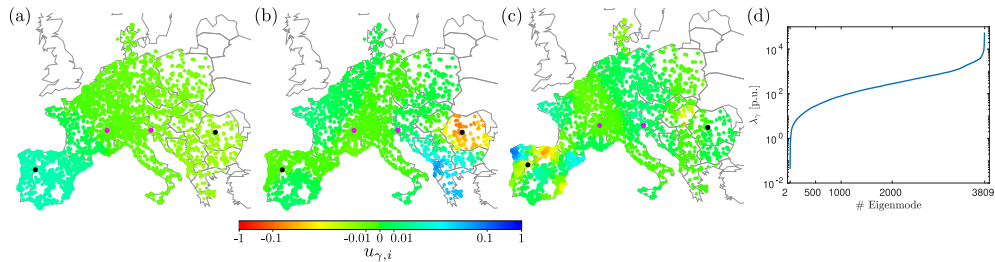 (a)
(b)
(c)
(d)
-1
-0.1
-0.01
0
0.01
0.1
1
u_{γ,i}
λ_γ [p.u.]
10^4
10^2
10^0
10^{-2}
2
500
1000
2000
3809
# Eigenmode